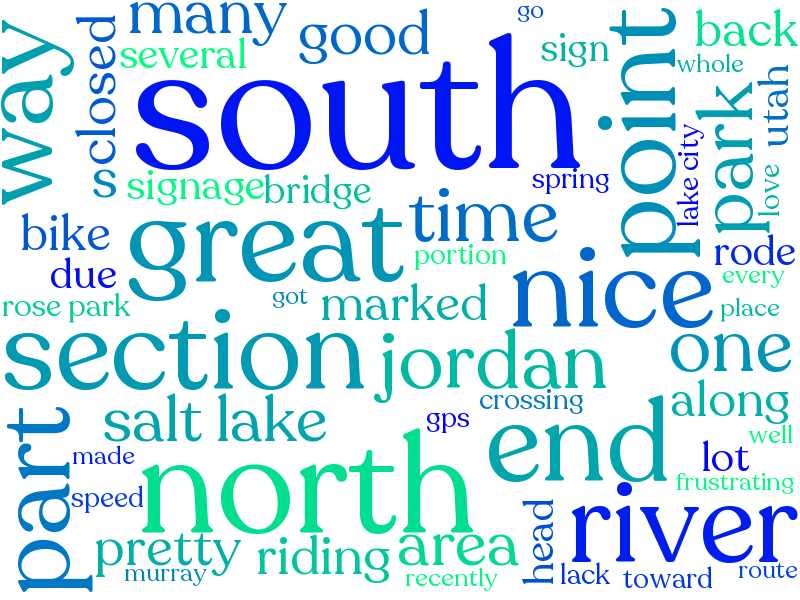 many
go
way
closed
several
good
sign
point
back
whole
south
park
utah
s
signage
bridge
spring
lake city
love
bike
great
time
portion
nice
rode
due
every
rose park
got
marked
place
section
jordan
one
salt lake
crossing
along
part
gps
end
well
made
north
lot
speed
frustrating
river
pretty
riding
area
head
murray
recently
lack
toward
route